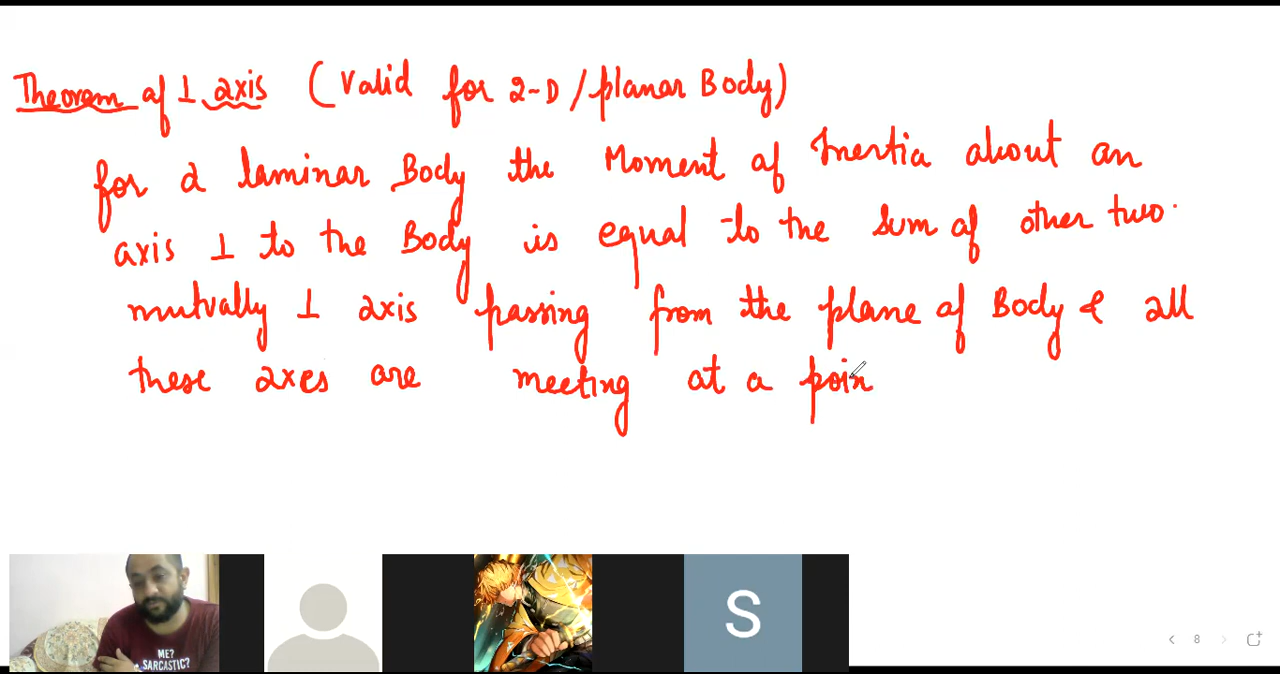 Theorem of ⊥ axis (Valid for 2-D/planar Body)
for a laminar Body the Moment of Inertia about an
axis ⊥ to the Body is equal to the sum of other two
mutually ⊥ axis passing from the plane of Body & all
these axes are meeting at a poin
ME?
SARCASTIC?
S
< 8 >